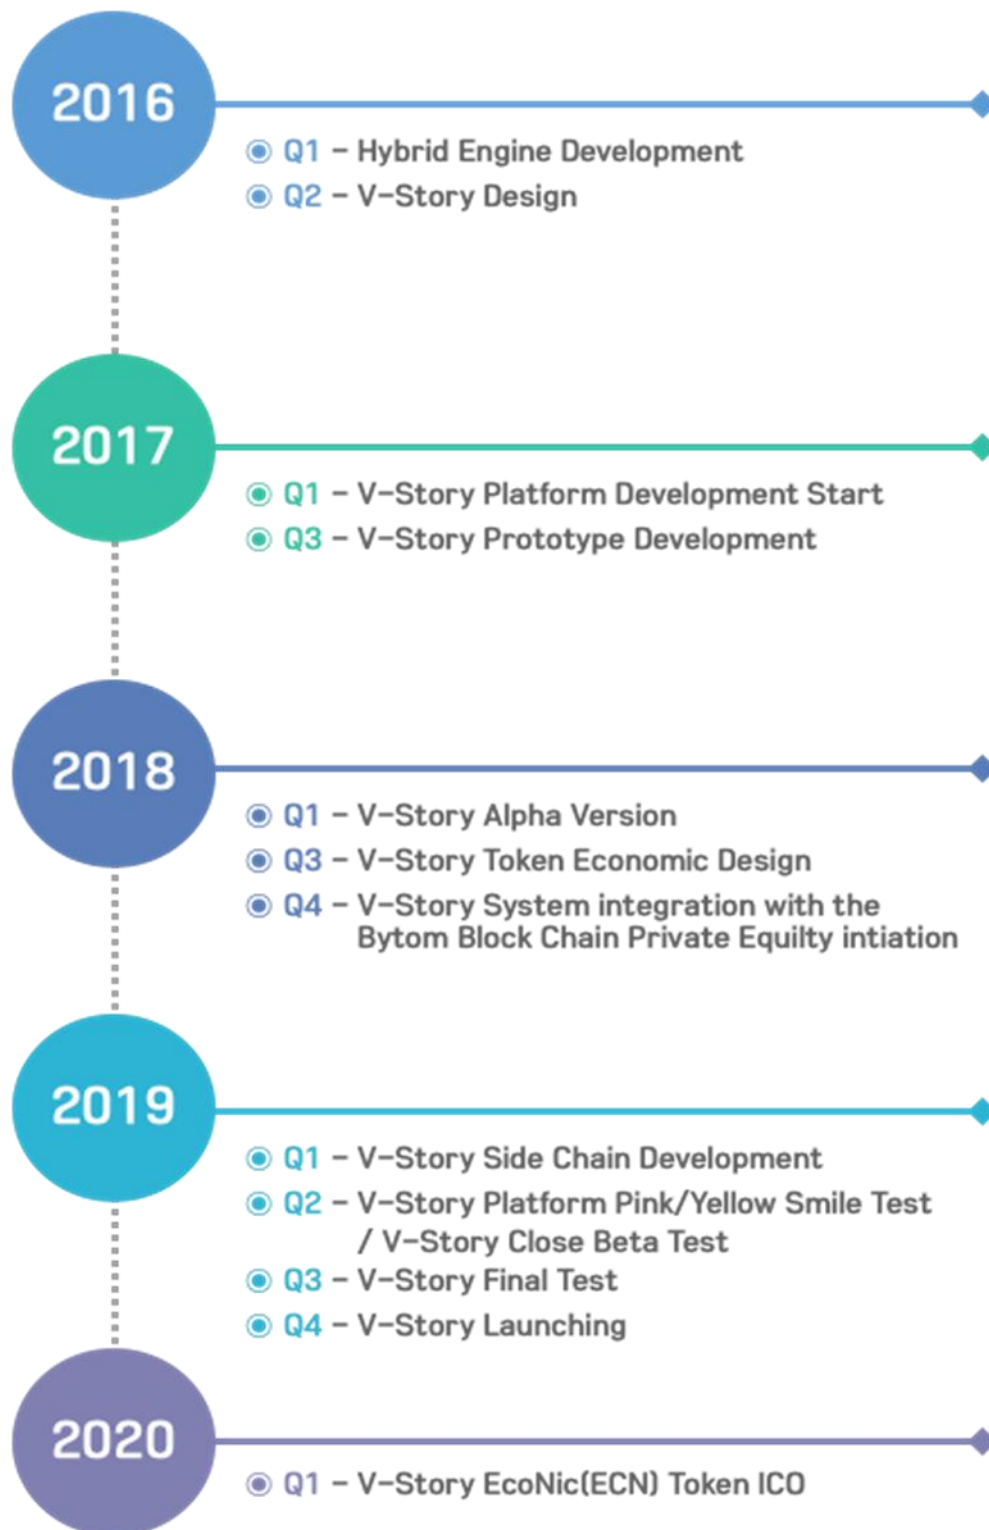 2016
Q1 – Hybrid Engine Development
Q2 – V-Story Design
2017
Q1 – V-Story Platform Development Start
Q3 – V-Story Prototype Development
2018
Q1 – V-Story Alpha Version
Q3 – V-Story Token Economic Design
Q4 – V-Story System integration with the
Bytom Block Chain Private Equilty intiation
2019
Q1 – V-Story Side Chain Development
Q2 – V-Story Platform Pink/Yellow Smile Test
/ V-Story Close Beta Test
Q3 – V-Story Final Test
Q4 – V-Story Launching
2020
Q1 – V-Story EcoNic(ECN) Token ICO